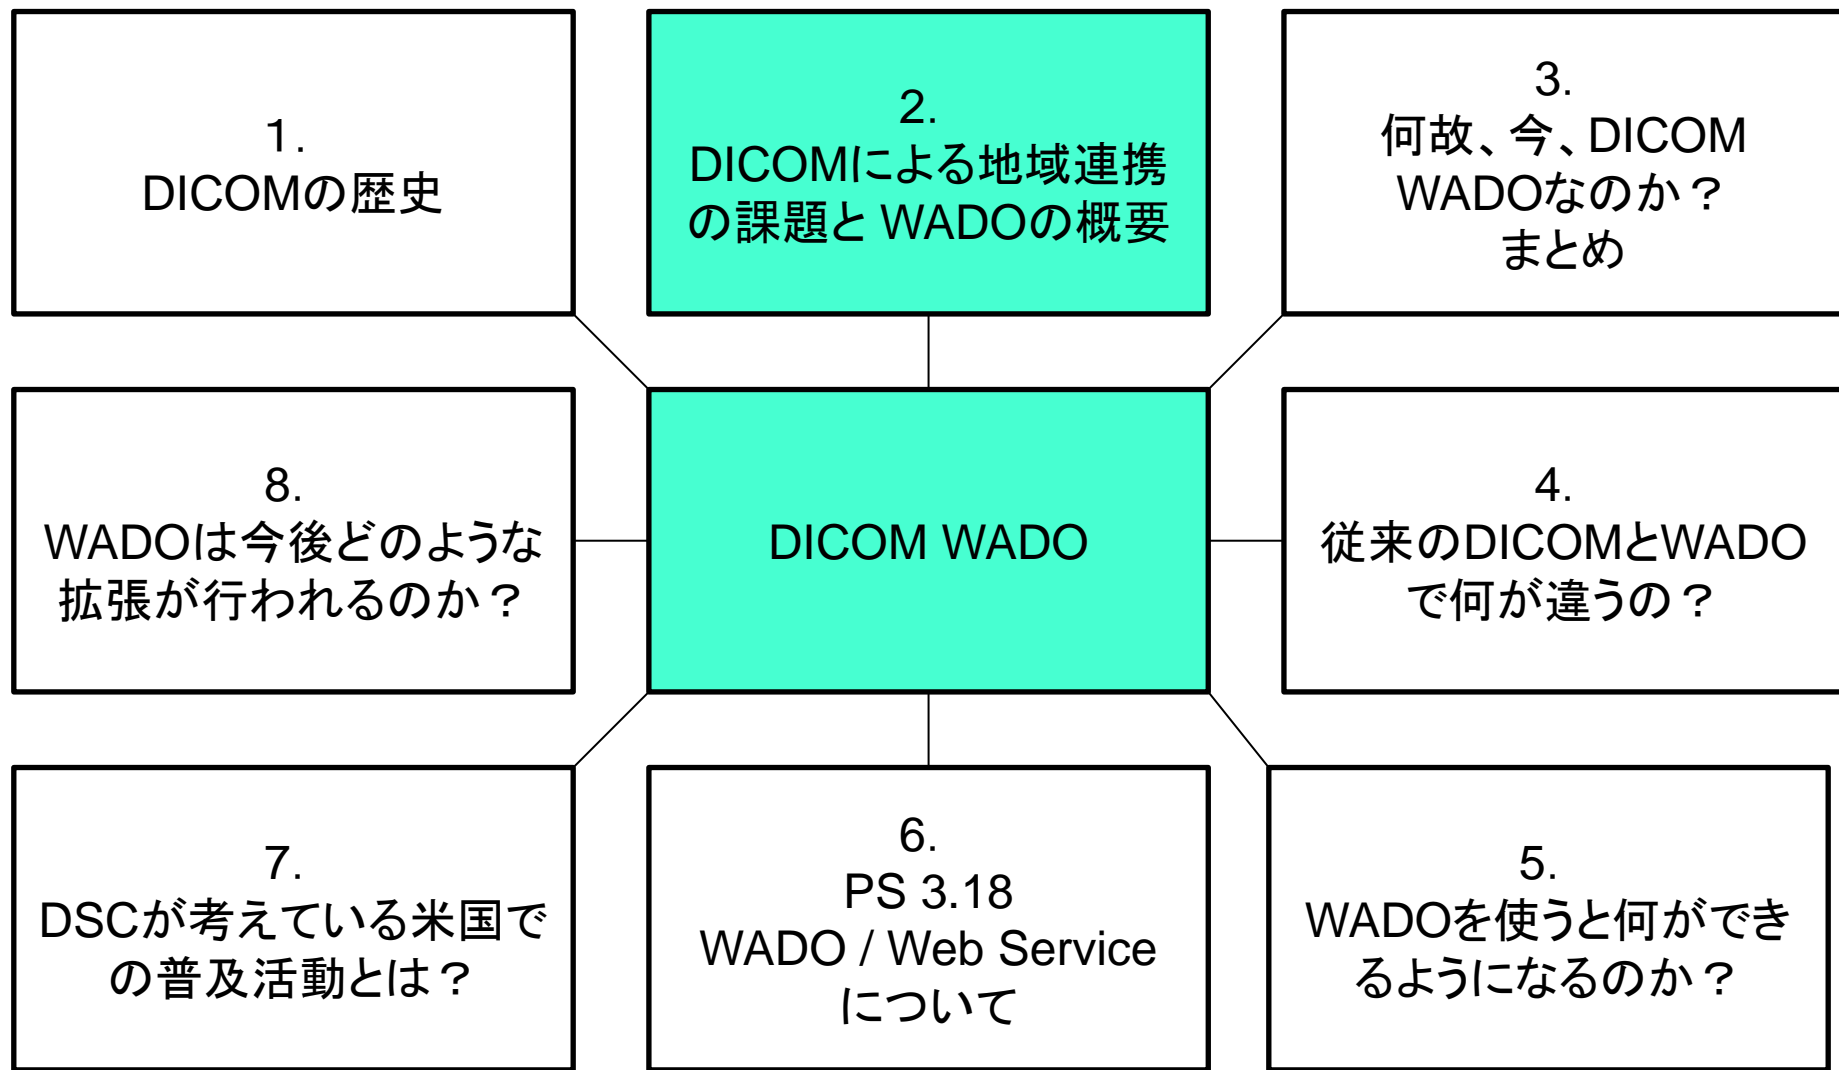 1.
DICOMの歴史
2.
DICOMによる地域連携
の課題と WADOの概要
3.
何故、今、DICOM
WADOなのか？
まとめ
8.
WADOは今後どのような
拡張が行われるのか？
DICOM WADO
4.
従来のDICOMとWADO
で何が違うの？
7.
DSCが考えている米国で
の普及活動とは？
6.
PS 3.18
WADO / Web Service
について
5.
WADOを使うと何ができ
るようになるのか？